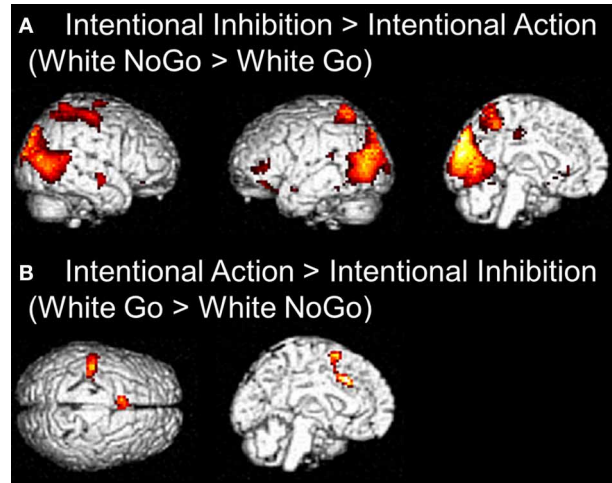 A Intentional Inhibition > Intentional Action
(White NoGo > White Go)
B Intentional Action > Intentional Inhibition
(White Go > White NoGo)